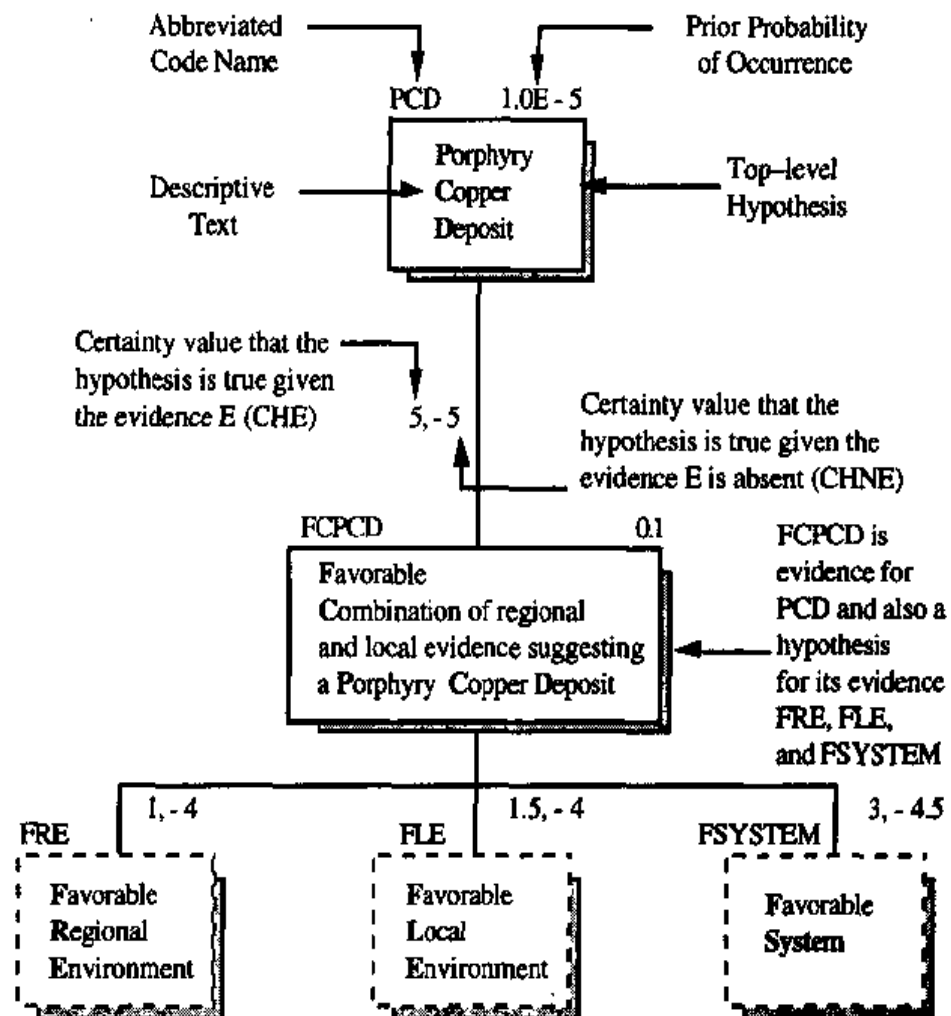 Abbreviated
Code Name
Prior Probability
of Occurrence
PCD 1.0E - 5
Porphyry
Copper
Deposit
Descriptive
Text
Top–level
Hypothesis
Certainty value that the
hypothesis is true given
the evidence E (CHE)
5, - 5
Certainty value that the
hypothesis is true given the
evidence E is absent (CHNE)
FCPCD 0.1
Favorable
Combination of regional
and local evidence suggesting
a Porphyry Copper Deposit
FCPCD is
evidence for
PCD and also a
hypothesis
for its evidence
FRE, FLE,
and FSYSTEM
1, - 4
1.5, - 4
3, - 4.5
FRE
Favorable
Regional
Environment
FLE
Favorable
Local
Environment
FSYSTEM
Favorable
System